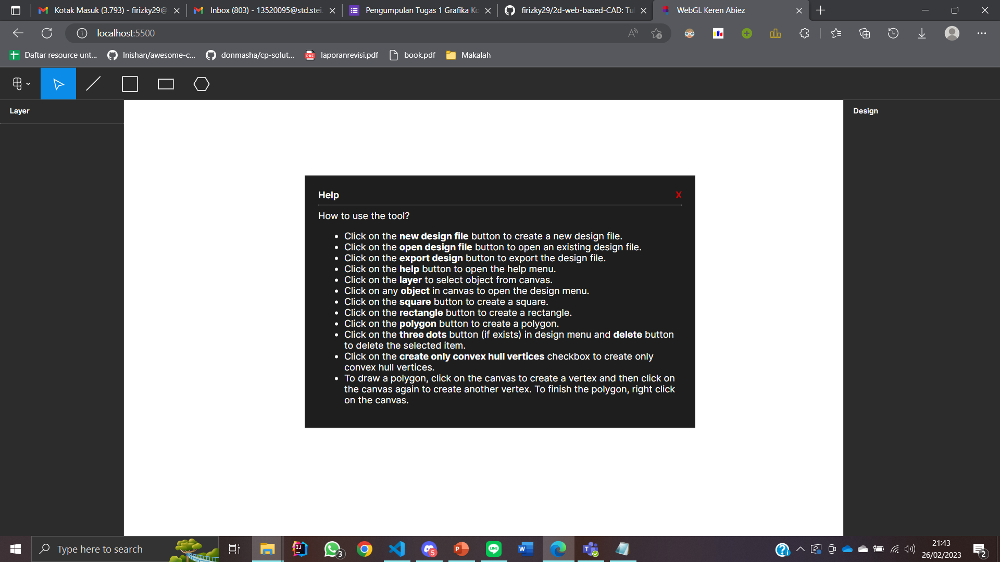 Kotak Masuk (3.793) - firizky29@
Inbox (803) - 13520095@std.stei.
Pengumpulan Tugas 1 Grafika Ko
firizky29/2d-web-based-CAD: Tu
WebGL Keren Abiez
localhost:5500
Daftar resource unt...
Inishan/awesome-c...
donmasha/cp-solut...
PDF
laporanrevisi.pdf
book.pdf
Makalah
Layer
Design
Help
X
How to use the tool?
• Click on the new design file button to create a new design file.
• Click on the open design file button to open an existing design file.
• Click on the export design button to export the design file.
• Click on the help button to open the help menu.
• Click on the layer to select object from canvas.
• Click on any object in canvas to open the design menu.
• Click on the square button to create a square.
• Click on the rectangle button to create a rectangle.
• Click on the polygon button to create a polygon.
• Click on the three dots button (if exists) in design menu and delete button
to delete the selected item.
• Click on the create only convex hull vertices checkbox to create only
convex hull vertices.
• To draw a polygon, click on the canvas to create a vertex and then click on
the canvas again to create another vertex. To finish the polygon, right click
on the canvas.
Type here to search
IJ
3
5
P
LINE
W
T
21:43
26/02/2023
2